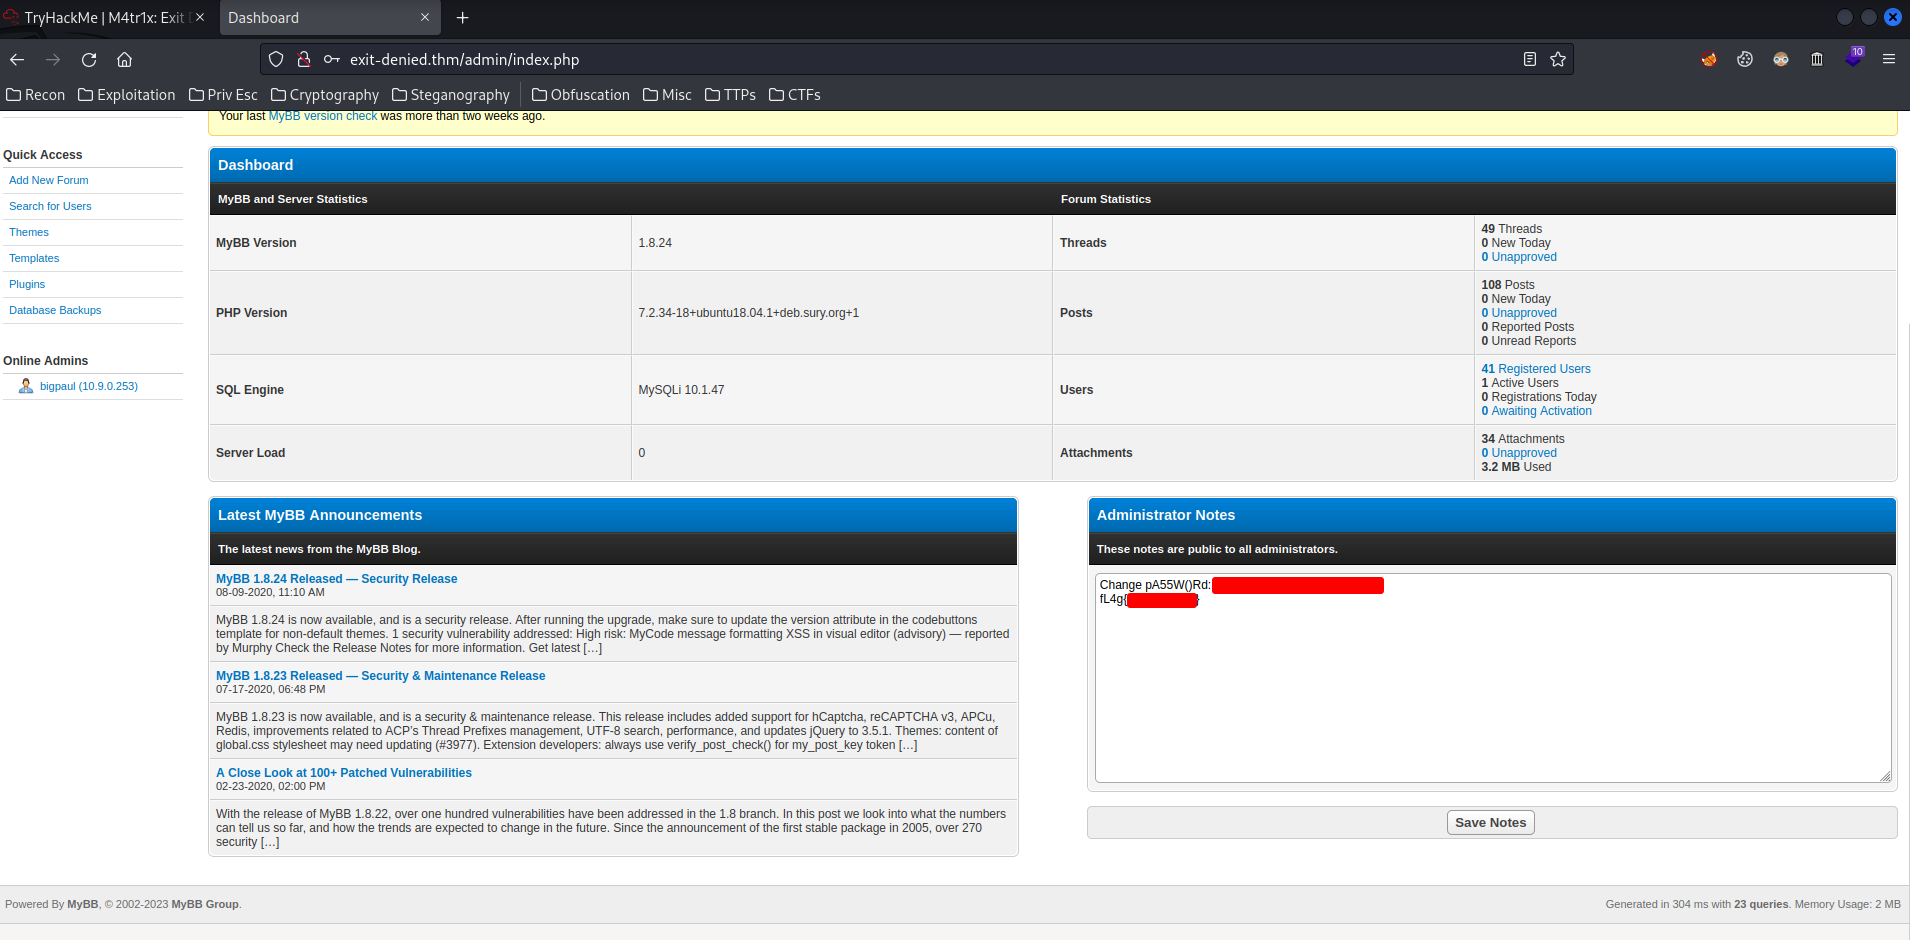 TryHackMe | M4tr1x: Exit
Dashboard
exit-denied.thm/admin/index.php
10
Recon
Exploitation
Priv Esc
Cryptography
Steganography
Obfuscation
Misc
TTPs
CTFs
Your last MyBB version check was more than two weeks ago.
Quick Access
Add New Forum
Search for Users
Themes
Templates
Plugins
Database Backups
Online Admins
bigpaul (10.9.0.253)
Dashboard
MyBB and Server Statistics
Forum Statistics
MyBB Version
1.8.24
Threads
49 Threads
0 New Today
0 Unapproved
PHP Version
7.2.34-18+ubuntu18.04.1+deb.sury.org+1
Posts
108 Posts
0 New Today
0 Unapproved
0 Reported Posts
0 Unread Reports
SQL Engine
MySQLi 10.1.47
Users
41 Registered Users
1 Active Users
0 Registrations Today
0 Awaiting Activation
Server Load
0
Attachments
34 Attachments
0 Unapproved
3.2 MB Used
Latest MyBB Announcements
The latest news from the MyBB Blog.
MyBB 1.8.24 Released — Security Release
08-09-2020, 11:10 AM
MyBB 1.8.24 is now available, and is a security release. After running the upgrade, make sure to update the version attribute in the codebuttons
template for non-default themes. 1 security vulnerability addressed: High risk: MyCode message formatting XSS in visual editor (advisory) — reported
by Murphy Check the Release Notes for more information. Get latest […]
MyBB 1.8.23 Released — Security & Maintenance Release
07-17-2020, 06:48 PM
MyBB 1.8.23 is now available, and is a security & maintenance release. This release includes added support for hCaptcha, reCAPTCHA v3, APCu,
Redis, improvements related to ACP's Thread Prefixes management, UTF-8 search, performance, and updates jQuery to 3.5.1. Themes: content of
global.css stylesheet may need updating (#3977). Extension developers: always use verify_post_check() for my_post_key token […]
A Close Look at 100+ Patched Vulnerabilities
02-23-2020, 02:00 PM
With the release of MyBB 1.8.22, over one hundred vulnerabilities have been addressed in the 1.8 branch. In this post we look into what the numbers
can tell us so far, and how the trends are expected to change in the future. Since the announcement of the first stable package in 2005, over 270
security […]
Administrator Notes
These notes are public to all administrators.
Change pA55W()Rd:
fL4g{ }
Save Notes
Powered By MyBB, © 2002-2023 MyBB Group.
Generated in 304 ms with 23 queries. Memory Usage: 2 MB